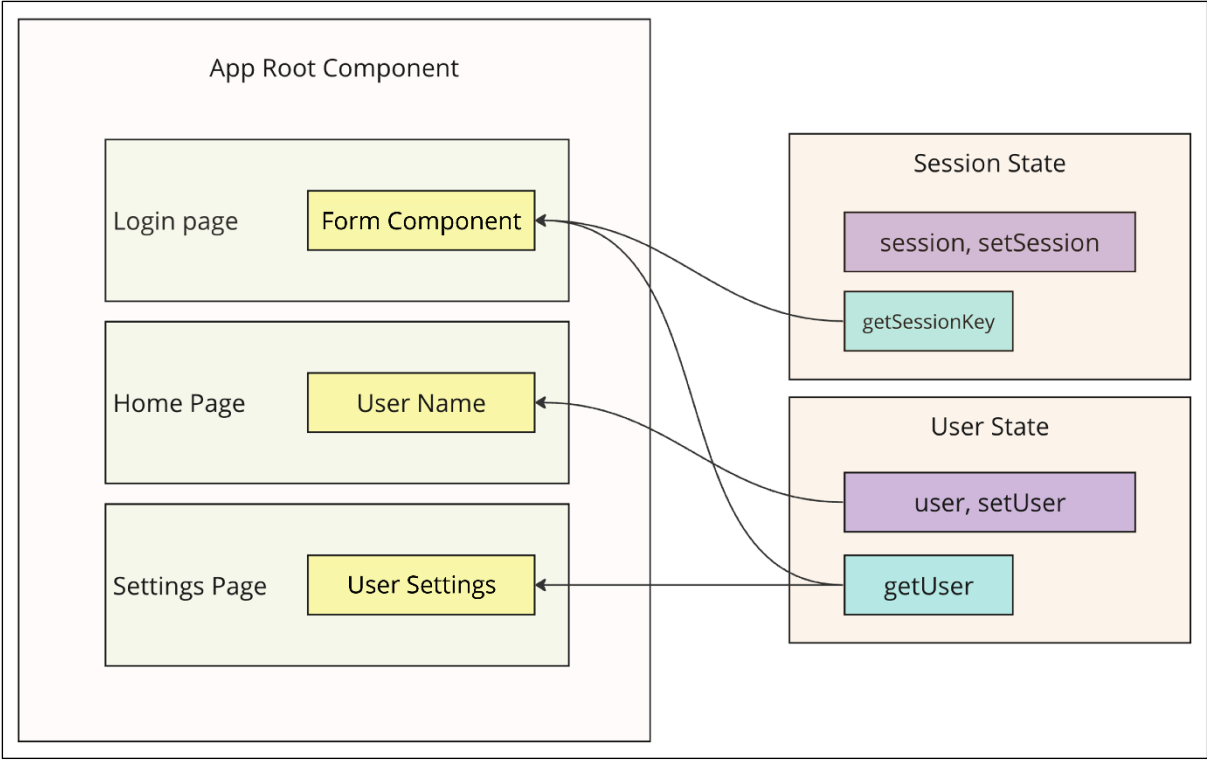 App Root Component
Login page
Form Component
Home Page
User Name
Settings Page
User Settings
Session State
session, setSession
getSessionKey
User State
user, setUser
getUser